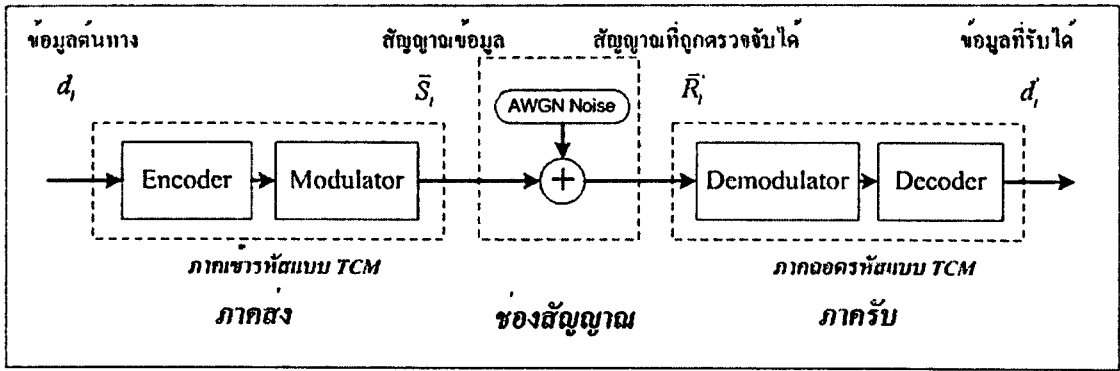 ข้อมูลต้นทาง สัญญาณข้อมูล สัญญาณที่ถูกตรวจจับได้ ข้อมูลที่รับได้
d_i S̄_i R̄'_i d'_i
AWGN Noise
Encoder Modulator + Demodulator Decoder
ภาคเข้ารหัสแบบ TCM ภาคถอดรหัสแบบ TCM
ภาคส่ง ช่องสัญญาณ ภาครับ